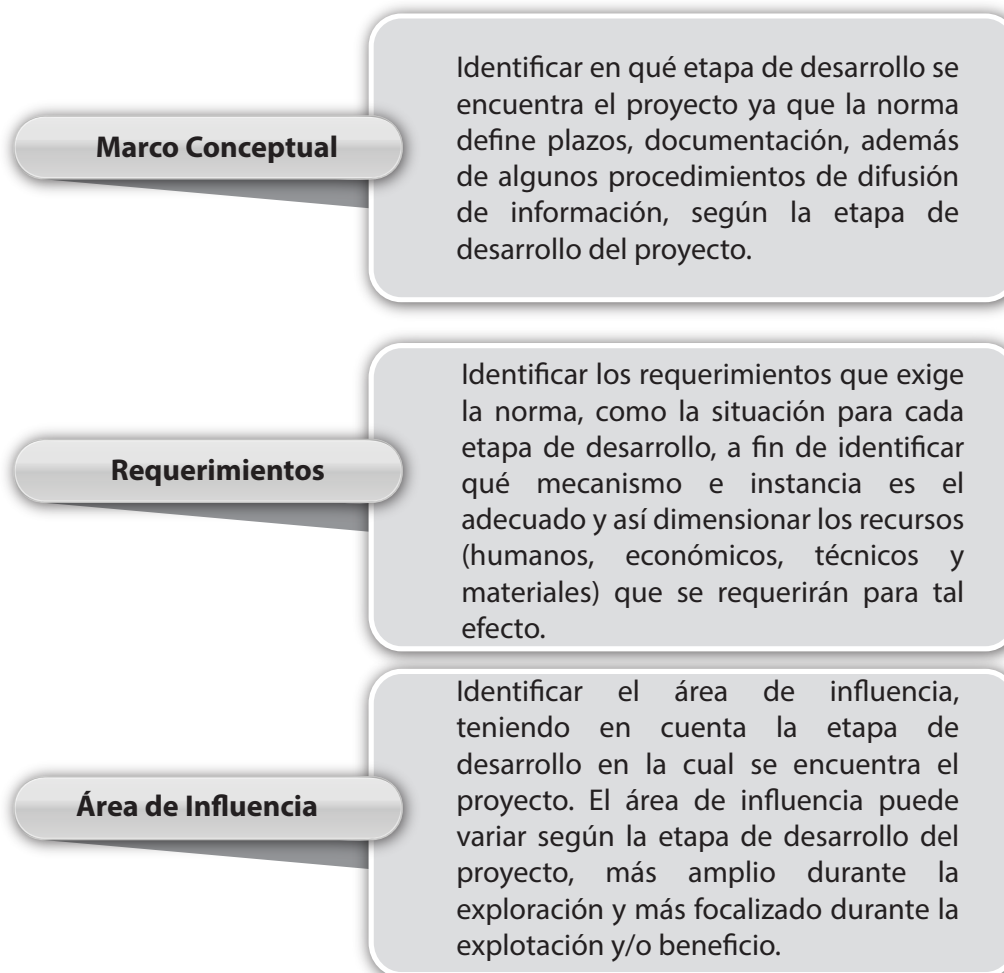 Marco Conceptual
Identificar en qué etapa de desarrollo se
encuentra el proyecto ya que la norma
define plazos, documentación, además
de algunos procedimientos de difusión
de información, según la etapa de
desarrollo del proyecto.
Requerimientos
Identificar los requerimientos que exige
la norma, como la situación para cada
etapa de desarrollo, a fin de identificar
qué mecanismo e instancia es el
adecuado y así dimensionar los recursos
(humanos, económicos, técnicos y
materiales) que se requerirán para tal
efecto.
Área de Influencia
Identificar el área de influencia,
teniendo en cuenta la etapa de
desarrollo en la cual se encuentra el
proyecto. El área de influencia puede
variar según la etapa de desarrollo del
proyecto, más amplio durante la
exploración y más focalizado durante la
explotación y/o beneficio.